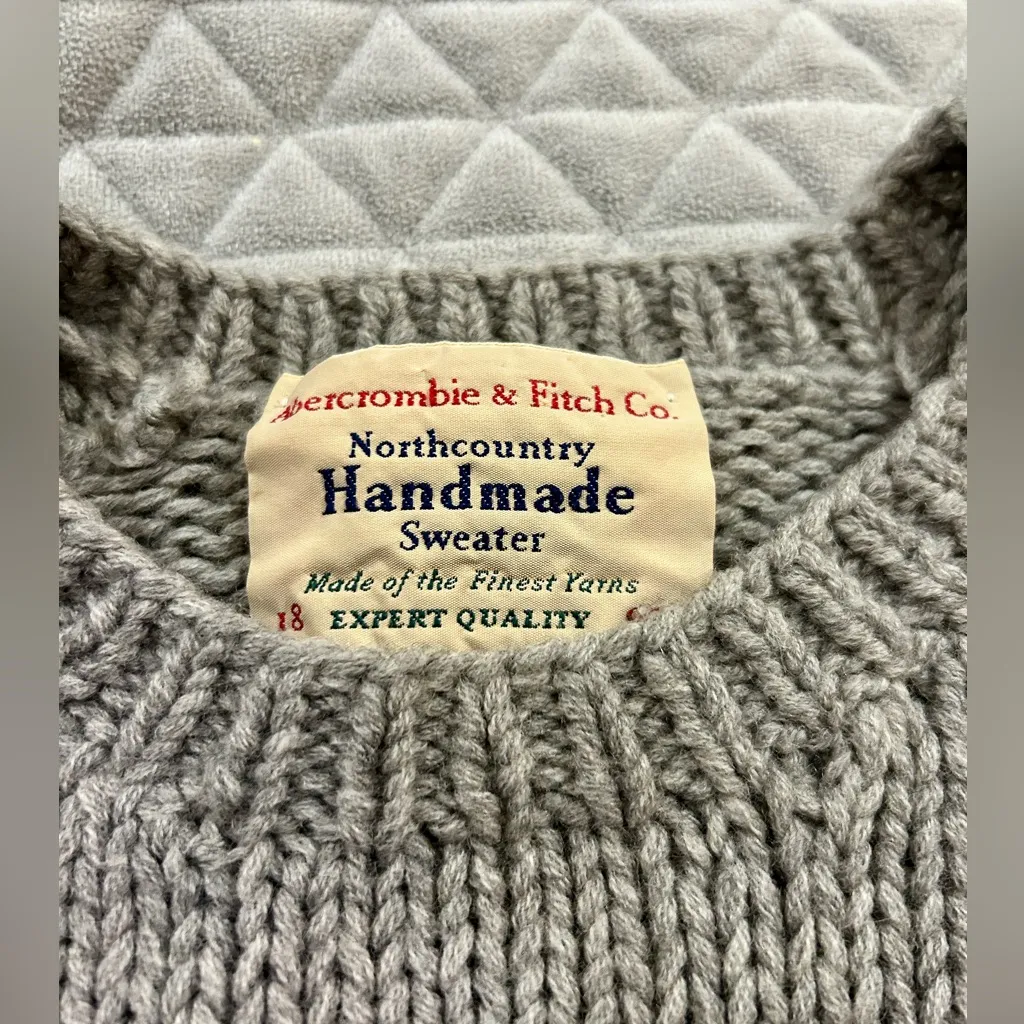 Abercrombie & Fitch Co.
Northcountry
Handmade
Sweater
Made of the Finest Yarns
18 EXPERT QUALITY